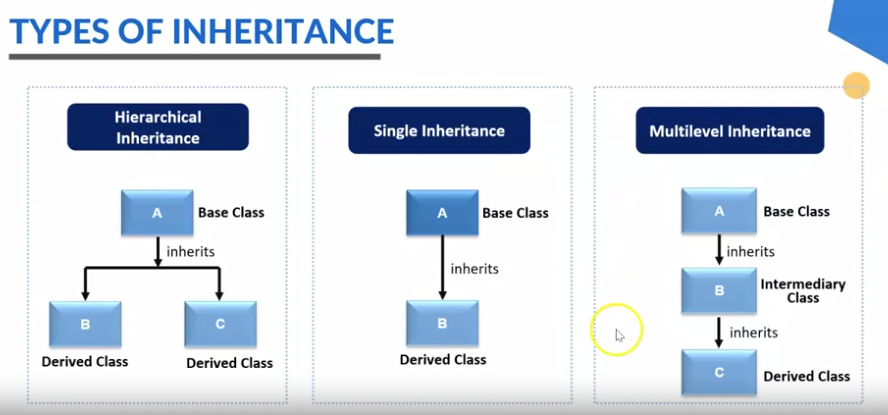 TYPES OF INHERITANCE
Hierarchical
Inheritance
A
Base Class
inherits
B
C
Derived Class
Derived Class
Single Inheritance
A
Base Class
inherits
B
Derived Class
Multilevel Inheritance
A
Base Class
inherits
B
Intermediary
Class
inherits
C
Derived Class